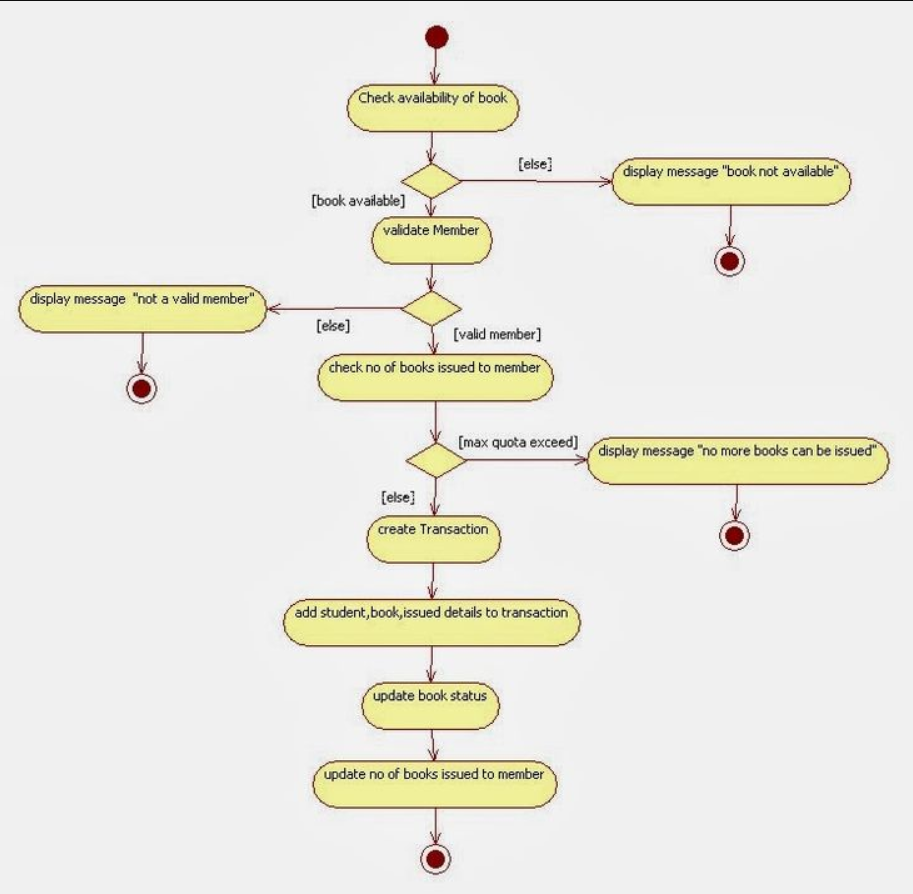 Check availability of book
[else]
display message "book not available"
[book available]
validate Member
display message  "not a valid member"
[else]
[valid member]
check no of books issued to member
[max quota exceed]
display message "no more books can be issued"
[else]
create Transaction
add student,book,issued details to transaction
update book status
update no of books issued to member